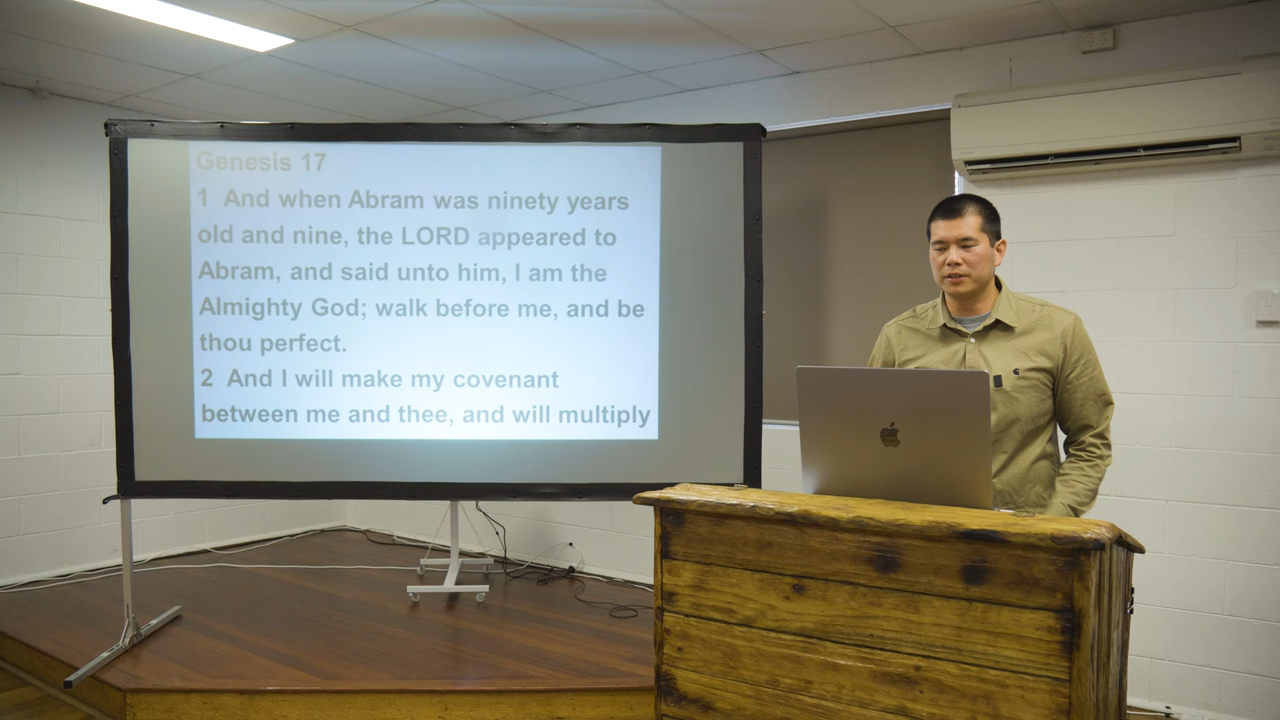 Genesis 17
1 And when Abram was ninety years
old and nine, the LORD appeared to
Abram, and said unto him, I am the
Almighty God; walk before me, and be
thou perfect.
2 And I will make my covenant
between me and thee, and will multiply